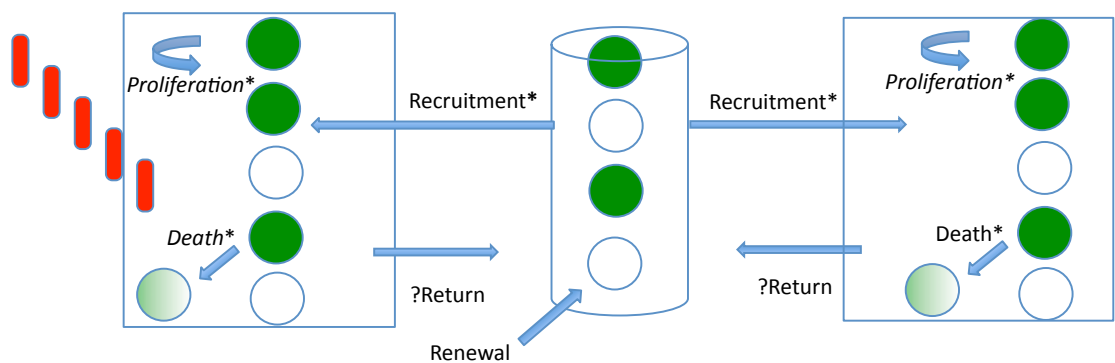 Proliferation*
Recruitment*
Recruitment*
Proliferation*
Death*
?Return
Death*
?Return
Renewal